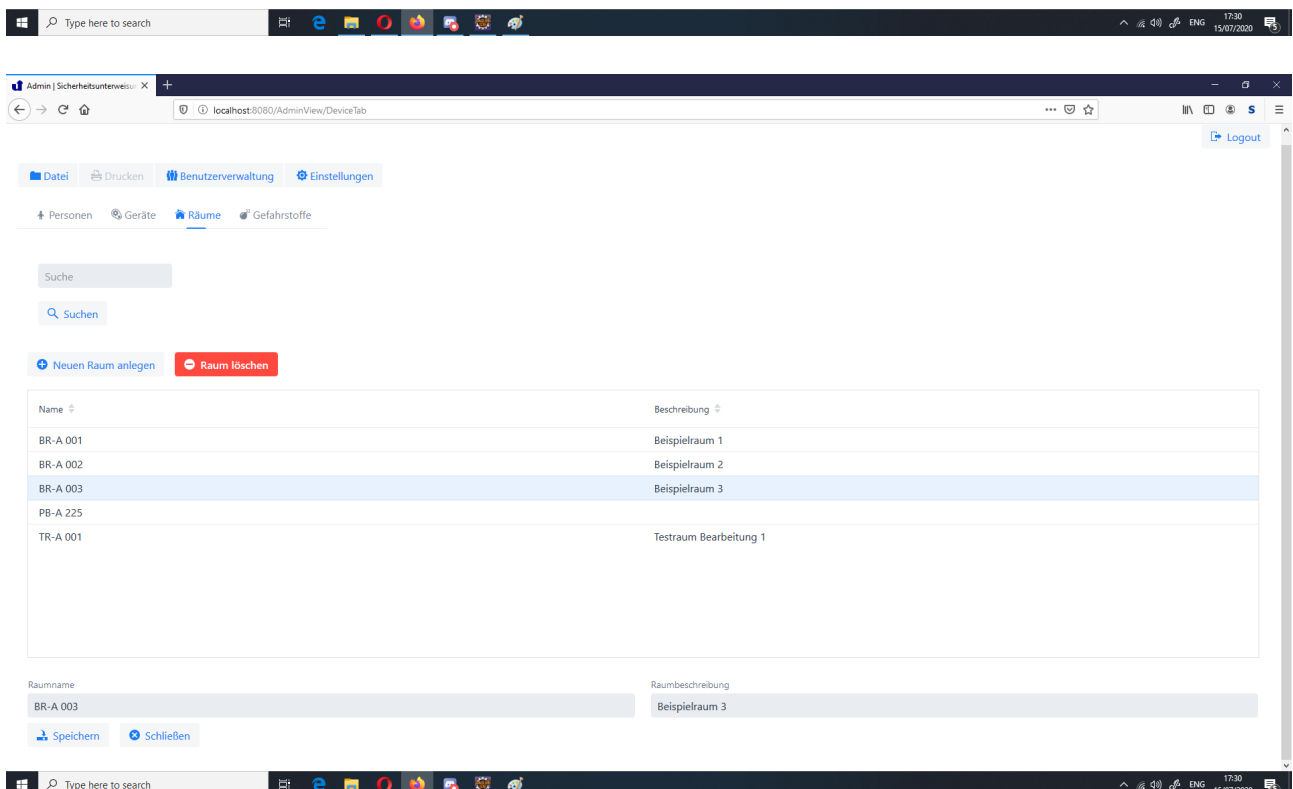 Type here to search
ENG
17:30
15/07/2020
5
Admin | Sicherheitsunterweisu
localhost:8080/AdminView/DeviceTab
S
Logout
Datei Drucken Benutzerverwaltung Einstellungen
Personen Geräte Räume Gefahrstoffe
Suche
Suchen
Neuen Raum anlegen Raum löschen
Name Beschreibung
BR-A 001 Beispielraum 1
BR-A 002 Beispielraum 2
BR-A 003 Beispielraum 3
PB-A 225
TR-A 001 Testraum Bearbeitung 1
Raumname Raumbeschreibung
BR-A 003 Beispielraum 3
Speichern Schließen
Type here to search
ENG
17:30